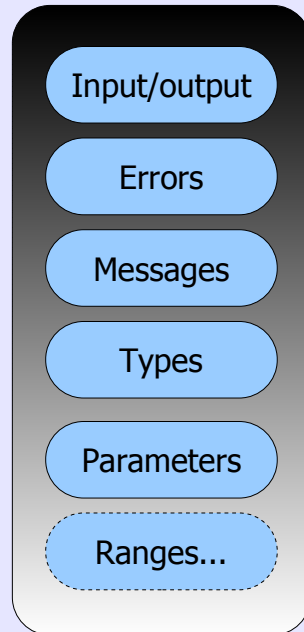 Input/output
Errors
Messages
Types
Parameters
Ranges...